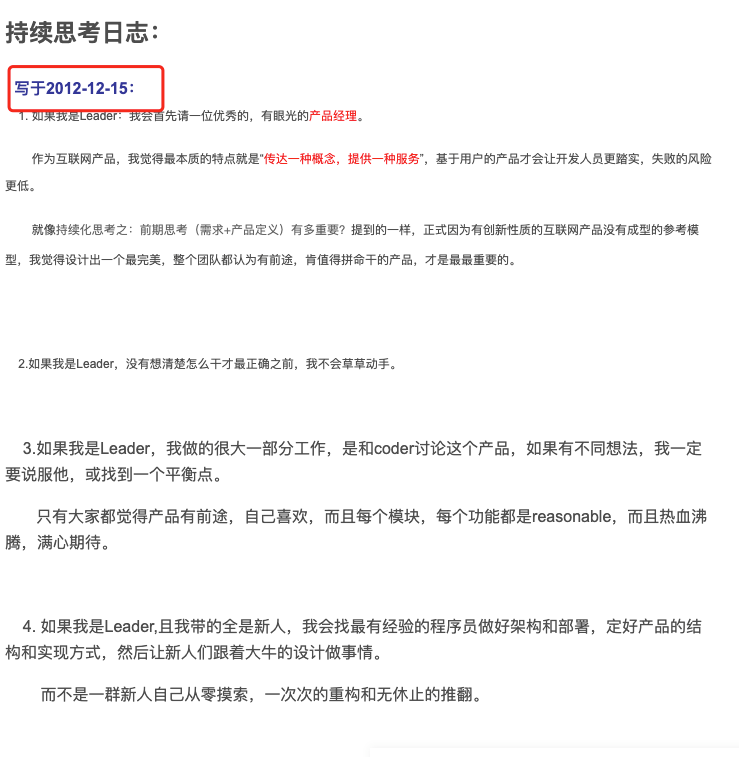 持续思考日志：
写于2012-12-15：
1. 如果我是Leader：我会首先请一位优秀的，有眼光的产品经理。
作为互联网产品，我觉得最本质的特点就是“传达一种概念，提供一种服务”，基于用户的产品才会让开发人员更踏实，失败的风险
更低。
就像持续化思考之：前期思考（需求+产品定义）有多重要？提到的一样，正式因为有创新性质的互联网产品没有成型的参考模
型，我觉得设计出一个最完美，整个团队都认为有前途，肯值得拼命干的产品，才是最最重要的。
2.如果我是Leader，没有想清楚怎么干才最正确之前，我不会草草动手。
3.如果我是Leader，我做的很大一部分工作，是和coder讨论这个产品，如果有不同想法，我一定
要说服他，或找到一个平衡点。
只有大家都觉得产品有前途，自己喜欢，而且每个模块，每个功能都是reasonable，而且热血沸
腾，满心期待。
4. 如果我是Leader,且我带的全是新人，我会找最有经验的程序员做好架构和部署，定好产品的结
构和实现方式，然后让新人们跟着大牛的设计做事情。
而不是一群新人自己从零摸索，一次次的重构和无休止的推翻。